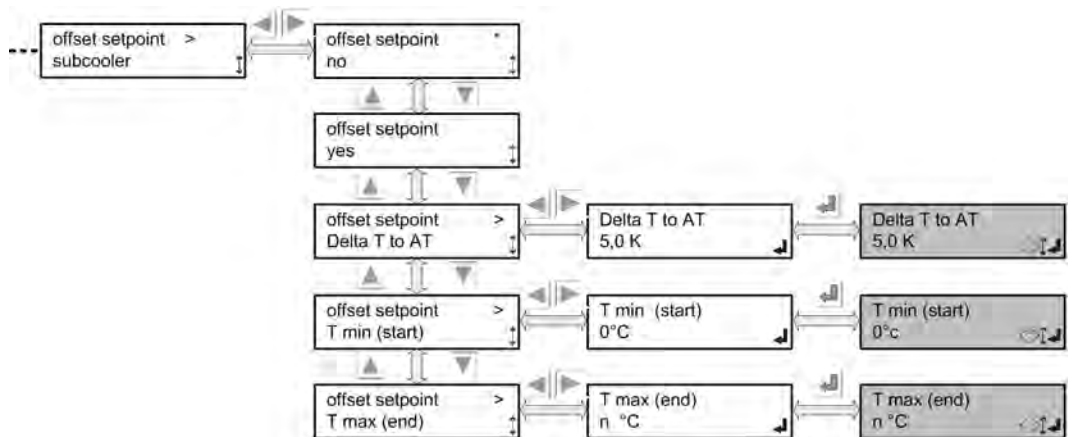 offset setpoint >
subcooler
offset setpoint *
no
offset setpoint
yes
offset setpoint >
Delta T to AT
Delta T to AT
5,0 K
Delta T to AT
5,0 K
offset setpoint >
T min (start)
T min (start)
0°C
T min (start)
0°c
offset setpoint >
T max (end)
T max (end)
n °C
T max (end)
n °C